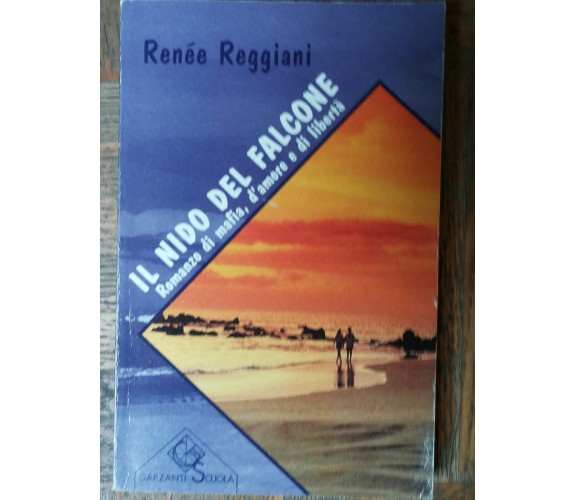 Renée Reggiani
IL NIDO DEL FALCONE
Romanzo di mafia, d'amore e di libertà
GARZANTI SCUOLA